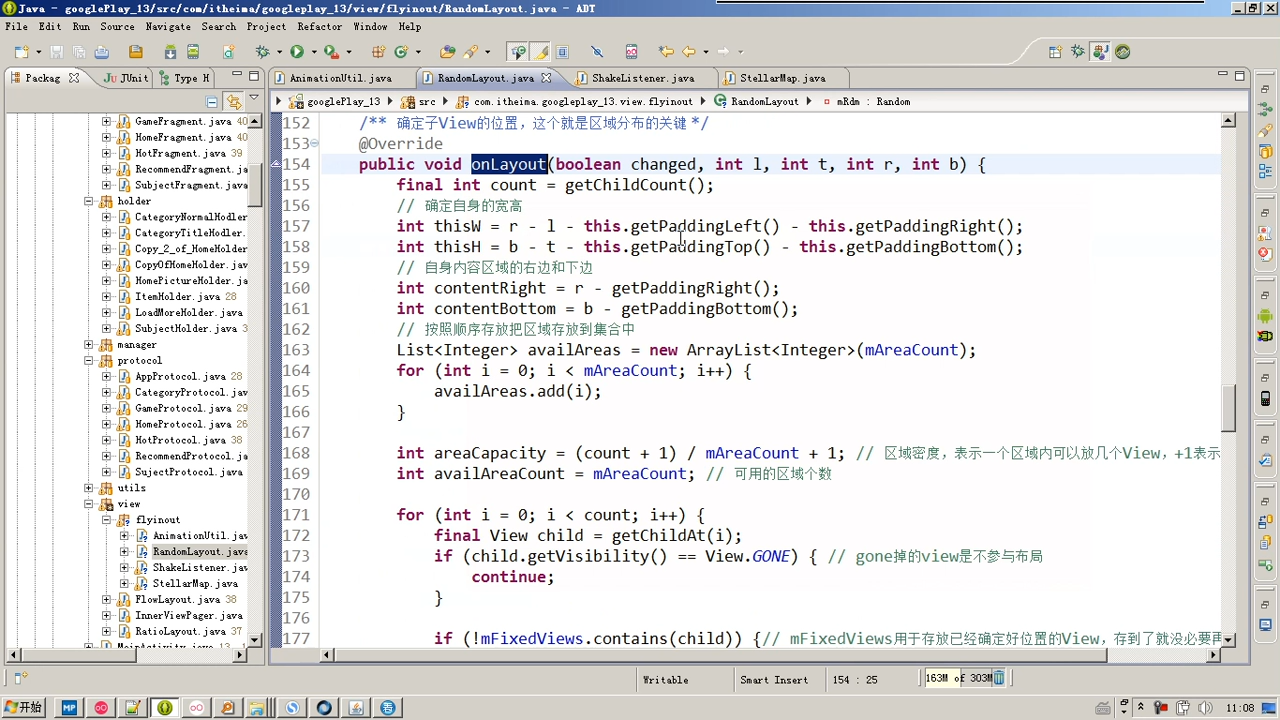 Java - googlePlay_13/src/com/itheima/googleplay_13/view/flyinout/RandomLayout.java - ADT
File Edit Run Source Navigate Search Project Refactor Window Help
Packag JUnit Type H
AnimationUtil.java RandomLayout.java ShakeListener.java StellarMap.java
googlePlay_13 src com.itheima.googleplay_13.view.flyinout RandomLayout mRdm : Random
GameFragment.java 40
HomeFragment.java 40
HotFragment.java 39
RecommendFragment.java
SubjectFragment.java
holder
CategoryNormalHodler
CategoryTitleHodler.
Copy_2_of_HomeHolder
CopyOfHomeHolder.java
HomePictureHolder.java
ItemHolder.java 28
LoadMoreHolder.java
SubjectHolder.java 3
manager
protocol
AppProtocol.java 28
CategoryProtocol.java
GameProtocol.java 29
HomeProtocol.java 26
HotProtocol.java 38
RecommendProtocol.java
SujectProtocol.java
utils
view
flyinout
AnimationUtil.jav
RandomLayout.java
ShakeListener.jav
StellarMap.java
FlowLayout.java 38
InnerViewPager.java
RatioLayout.java 37
MainActivity.java
152 /** 确定子View的位置，这个就是区域分布的关键 */
153 @Override
154 public void onLayout(boolean changed, int l, int t, int r, int b) {
155 final int count = getChildCount();
156 // 确定自身的宽高
157 int thisW = r - l - this.getPaddingLeft() - this.getPaddingRight();
158 int thisH = b - t - this.getPaddingTop() - this.getPaddingBottom();
159 // 自身内容区域的右边和下边
160 int contentRight = r - getPaddingRight();
161 int contentBottom = b - getPaddingBottom();
162 // 按照顺序存放把区域存放到集合中
163 List<Integer> availAreas = new ArrayList<Integer>(mAreaCount);
164 for (int i = 0; i < mAreaCount; i++) {
165 availAreas.add(i);
166 }
167
168 int areaCapacity = (count + 1) / mAreaCount + 1; // 区域密度，表示一个区域内可以放几个View，+1表示
169 int availAreaCount = mAreaCount; // 可用的区域个数
170
171 for (int i = 0; i < count; i++) {
172 final View child = getChildAt(i);
173 if (child.getVisibility() == View.GONE) { // gone掉的view是不参与布局
174 continue;
175 }
176
177 if (!mFixedViews.contains(child)) {// mFixedViews用于存放已经确定好位置的View，存到了就没必要再
Writable Smart Insert 154 : 25 163M of 303M
开始 11:08